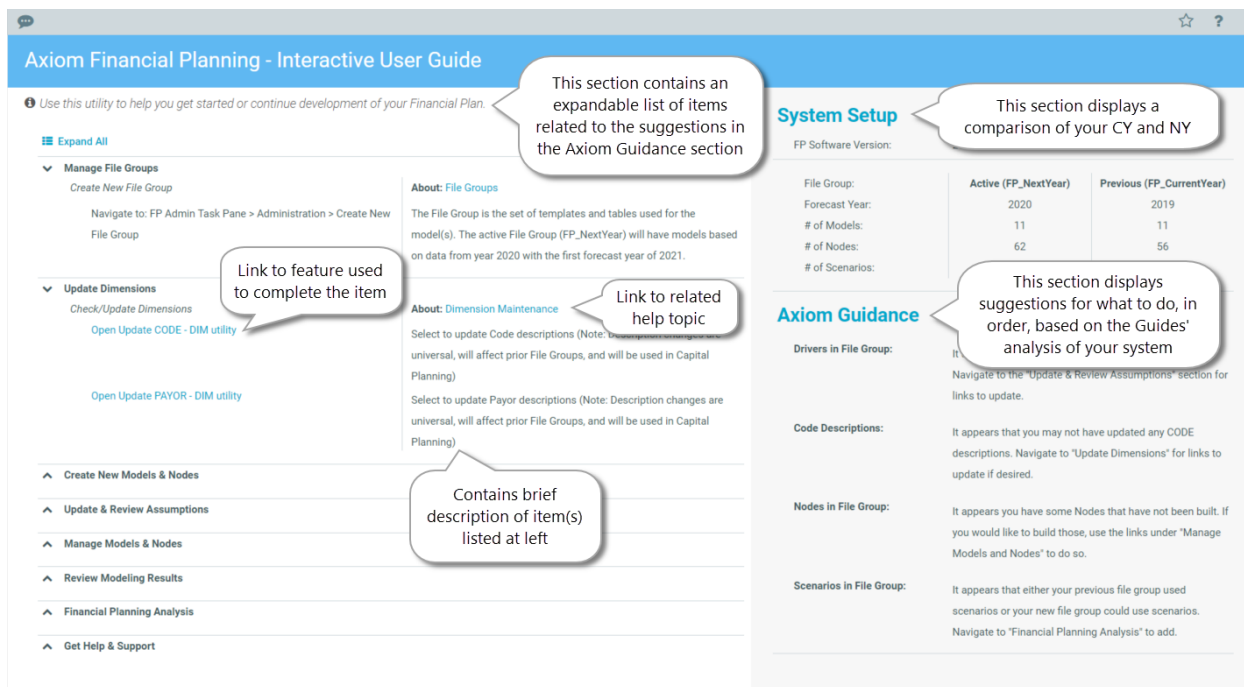 ?
Axiom Financial Planning - Interactive User Guide
Use this utility to help you get started or continue development of your Financial Plan.
This section contains an
expandable list of items
related to the suggestions in
the Axiom Guidance section
Expand All
Manage File Groups
Create New File Group
Navigate to: FP Admin Task Pane > Administration > Create New
File Group
About: File Groups
The File Group is the set of templates and tables used for the
model(s). The active File Group (FP_NextYear) will have models based
on data from year 2020 with the first forecast year of 2021.
Link to feature used
to complete the item
Update Dimensions
Check/Update Dimensions
Open Update CODE - DIM utility
About: Dimension Maintenance
Link to related
help topic
Select to update Code descriptions (Note: Description changes are
universal, will affect prior File Groups, and will be used in Capital
Planning)
Open Update PAYOR - DIM utility
Select to update Payor descriptions (Note: Description changes are
universal, will affect prior File Groups, and will be used in Capital
Planning)
Contains brief
description of item(s)
listed at left
Create New Models & Nodes
Update & Review Assumptions
Manage Models & Nodes
Review Modeling Results
Financial Planning Analysis
Get Help & Support
System Setup
This section displays a
comparison of your CY and NY
FP Software Version:
File Group: Active (FP_NextYear) Previous (FP_CurrentYear)
Forecast Year: 2020 2019
# of Models: 11 11
# of Nodes: 62 56
# of Scenarios:
This section displays
suggestions for what to do, in
order, based on the Guides'
analysis of your system
Axiom Guidance
Drivers in File Group: It
Navigate to the "Update & Review Assumptions" section for
links to update.
Code Descriptions: It appears that you may not have updated any CODE
descriptions. Navigate to "Update Dimensions" for links to
update if desired.
Nodes in File Group: It appears you have some Nodes that have not been built. If
you would like to build those, use the links under "Manage
Models and Nodes" to do so.
Scenarios in File Group: It appears that either your previous file group used
scenarios or your new file group could use scenarios.
Navigate to "Financial Planning Analysis" to add.